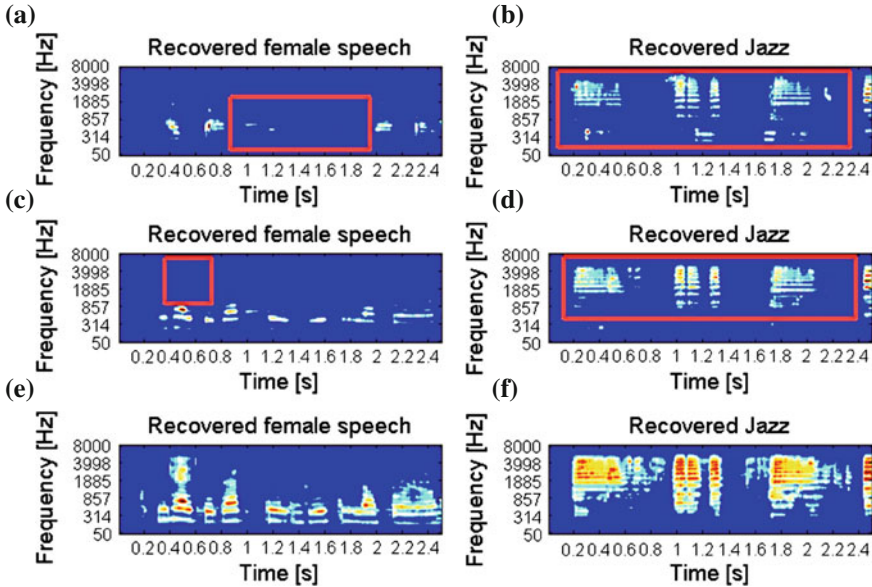 (a)
Recovered female speech
Frequency [Hz]
8000
3998
1885
857
314
50
0.2 0.4 0.6 0.8 1 1.2 1.4 1.6 1.8 2 2.2 2.4
Time [s]
(b)
Recovered Jazz
Frequency [Hz]
8000
3998
1885
857
314
50
0.2 0.4 0.6 0.8 1 1.2 1.4 1.6 1.8 2 2.2 2.4
Time [s]
(c)
Recovered female speech
Frequency [Hz]
8000
3998
1885
857
314
50
0.2 0.4 0.6 0.8 1 1.2 1.4 1.6 1.8 2 2.2 2.4
Time [s]
(d)
Recovered Jazz
Frequency [Hz]
8000
3998
1885
857
314
50
0.2 0.4 0.6 0.8 1 1.2 1.4 1.6 1.8 2 2.2 2.4
Time [s]
(e)
Recovered female speech
Frequency [Hz]
8000
3998
1885
857
314
50
0.2 0.4 0.6 0.8 1 1.2 1.4 1.6 1.8 2 2.2 2.4
Time [s]
(f)
Recovered Jazz
Frequency [Hz]
8000
3998
1885
857
314
50
0.2 0.4 0.6 0.8 1 1.2 1.4 1.6 1.8 2 2.2 2.4
Time [s]